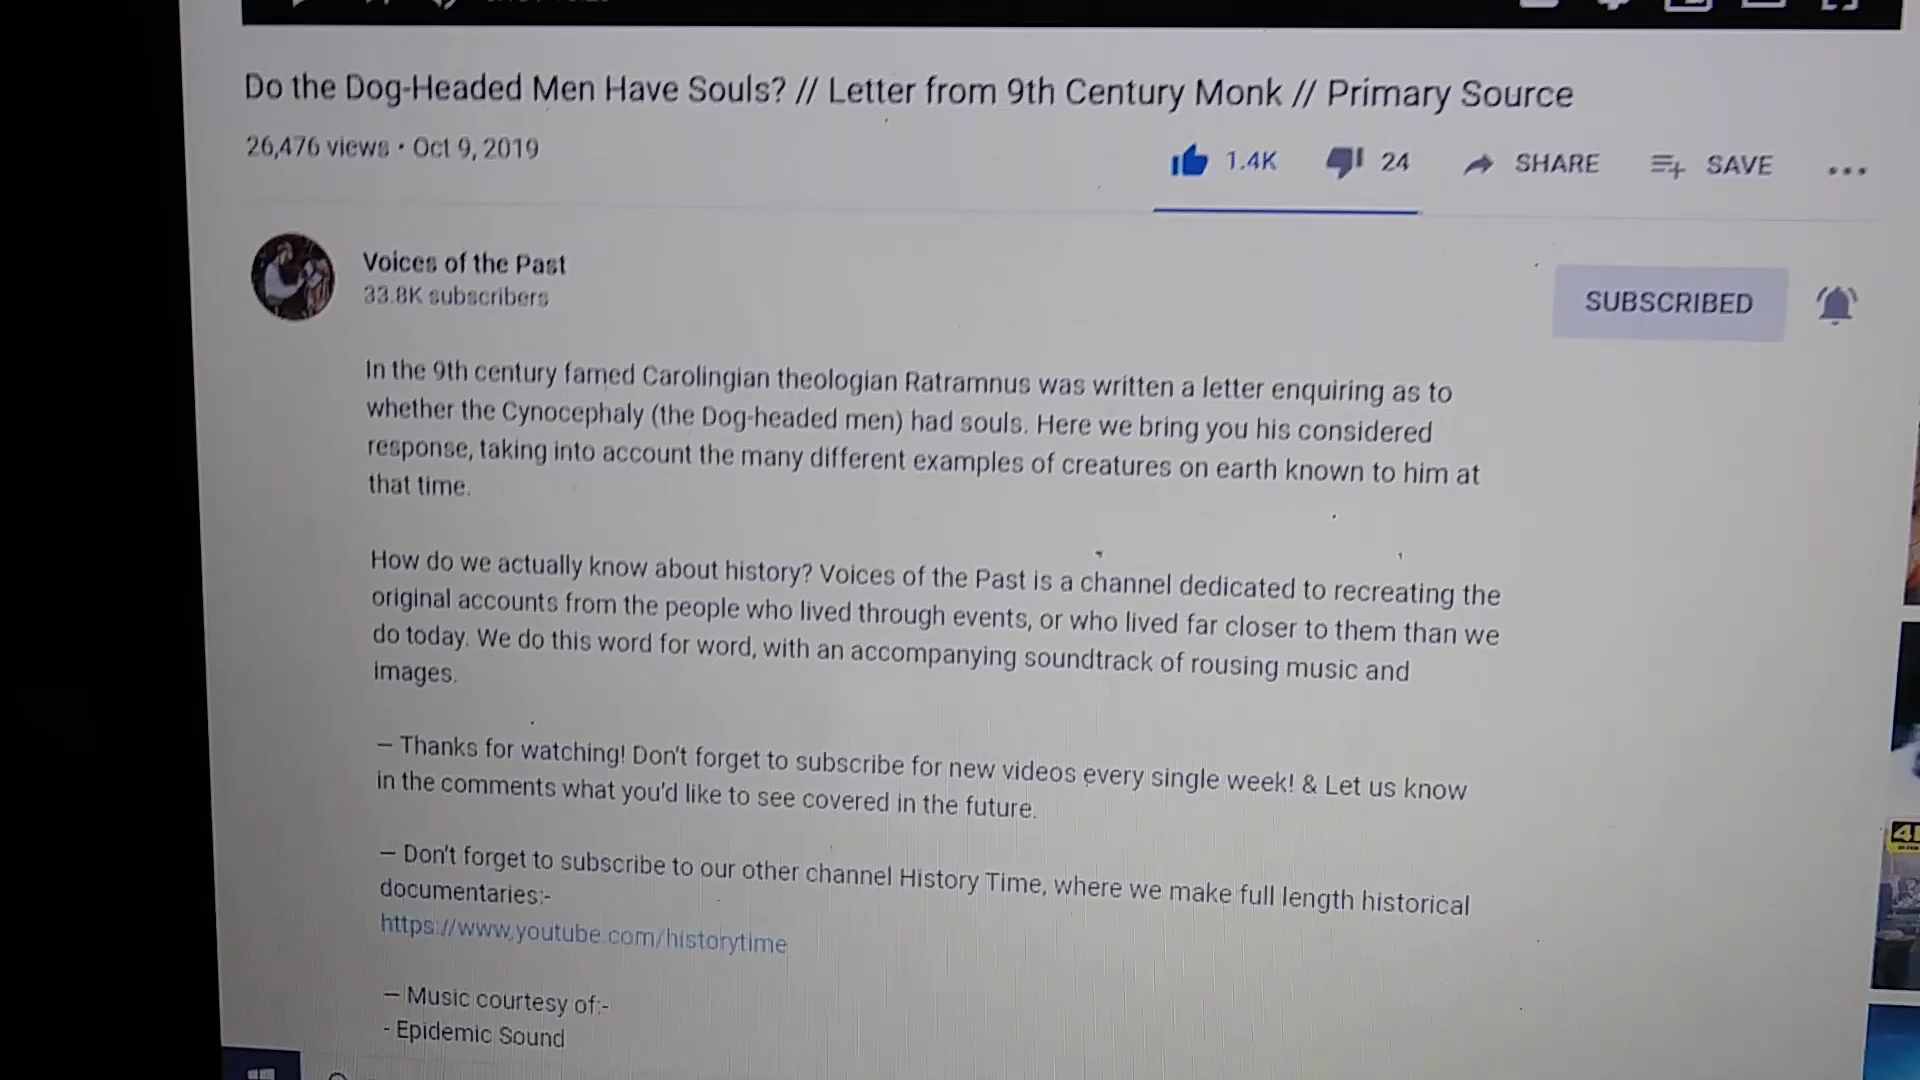 Do the Dog-Headed Men Have Souls? // Letter from 9th Century Monk // Primary Source
26,476 views • Oct 9, 2019
1.4K
24
SHARE
SAVE
Voices of the Past
33.8K subscribers
SUBSCRIBED
In the 9th century famed Carolingian theologian Ratramnus was written a letter enquiring as to
whether the Cynocephaly (the Dog-headed men) had souls. Here we bring you his considered
response, taking into account the many different examples of creatures on earth known to him at
that time.
How do we actually know about history? Voices of the Past is a channel dedicated to recreating the
original accounts from the people who lived through events, or who lived far closer to them than we
do today. We do this word for word, with an accompanying soundtrack of rousing music and
images.
– Thanks for watching! Don't forget to subscribe for new videos every single week! & Let us know
in the comments what you'd like to see covered in the future.
– Don't forget to subscribe to our other channel History Time, where we make full length historical
documentaries:-
https://www.youtube.com/historytime
– Music courtesy of:-
- Epidemic Sound